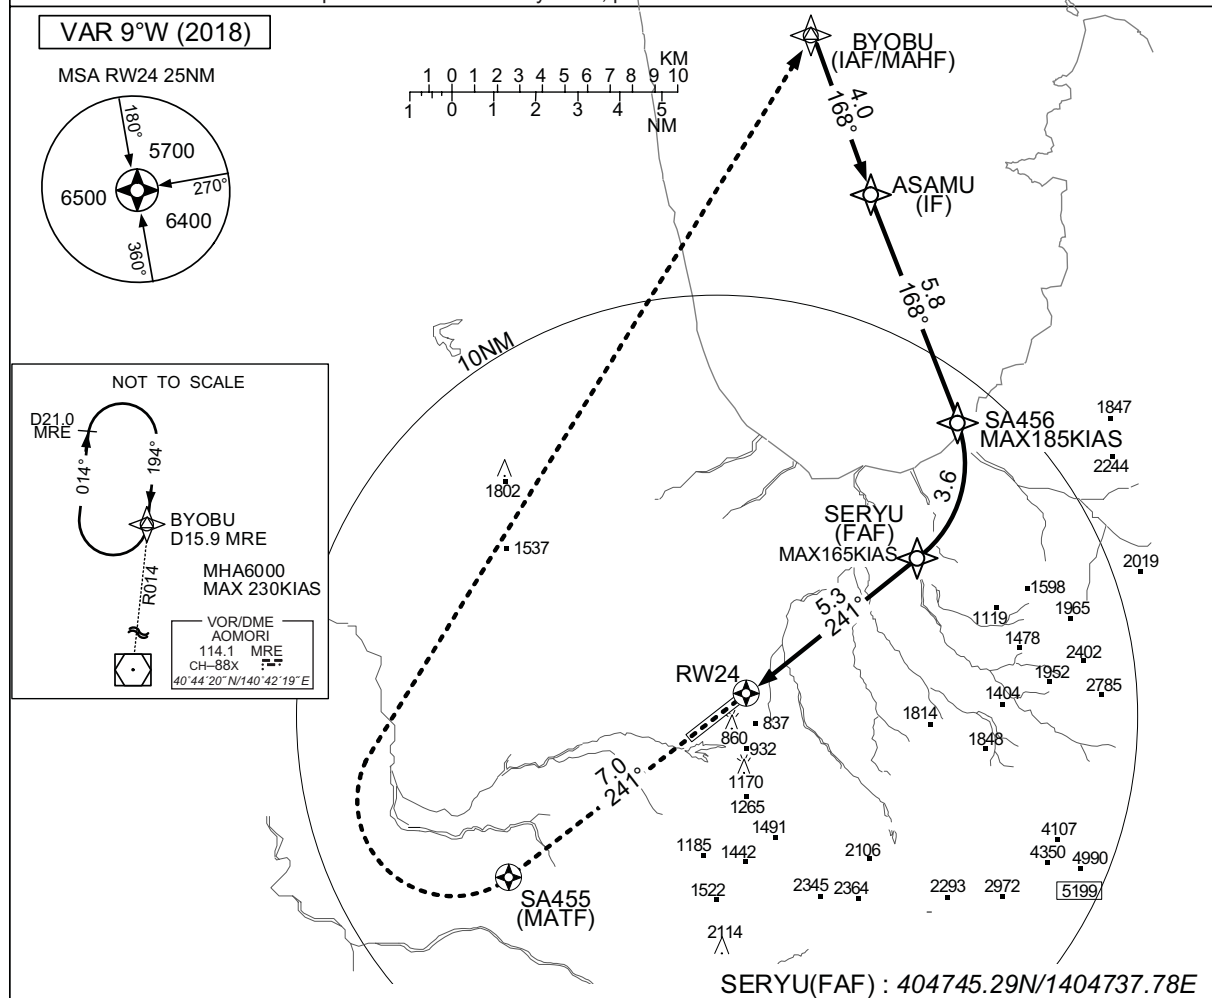 VAR 9°W (2018)
MSA RW24 25NM
180°
5700
270°
6500
6400
360°
KM
1 0 1 2 3 4 5 6 7 8 9 10
1 0 1 2 3 4 5
NM
BYOBU
(IAF/MAHF)
4.0
168°
ASAMU
(IF)
5.8
168°
10NM
NOT TO SCALE
D21.0
MRE
014°
194°
BYOBU
D15.9 MRE
R014
MHA6000
MAX 230KIAS
VOR/DME
AOMORI
114.1 MRE
CH–88X
40°44′20″N/140°42′19″E
SA456
MAX185KIAS
1847
2244
1802
3.6
SERYU
(FAF)
MAX165KIAS
1537
2019
1598
5.3
241°
1119
1965
1478
2402
RW24
1952
2785
1404
837
1814
860
932
1848
7.0
241°
1170
1265
1491
4107
1185
1442
2106
4350
4990
SA455
(MATF)
1522
2345
2364
2293
2972
5199
2114
SERYU(FAF) : 404745.29N/1404737.78E